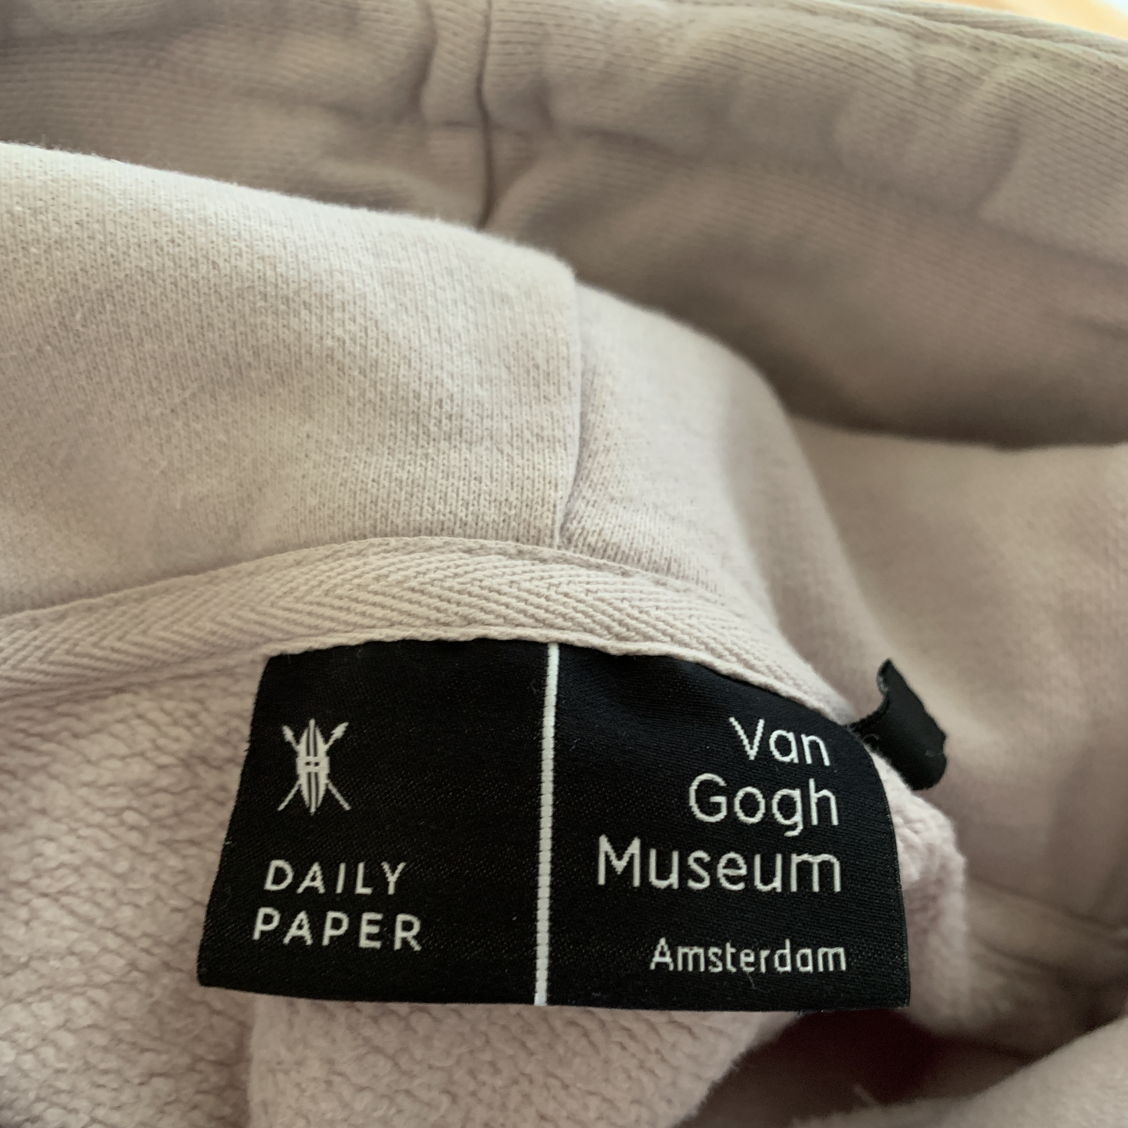 DAILY
PAPER
Van
Gogh
Museum
Amsterdam